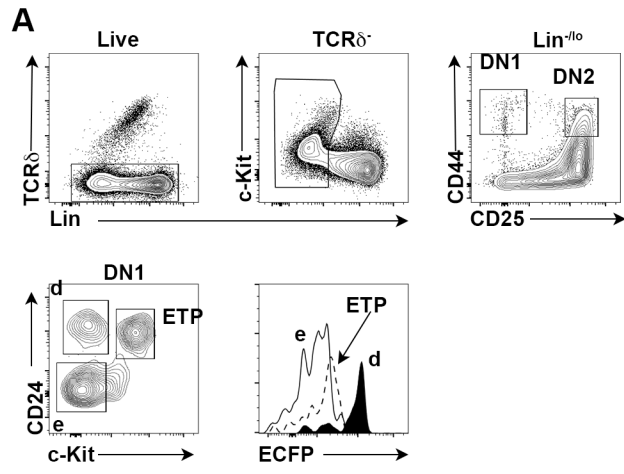 A
Live
TCRδ
Lin
TCRδ-
c-Kit
Lin-/lo
DN1
DN2
CD44
CD25
DN1
d
ETP
CD24
e
c-Kit
ETP
e
d
ECFP